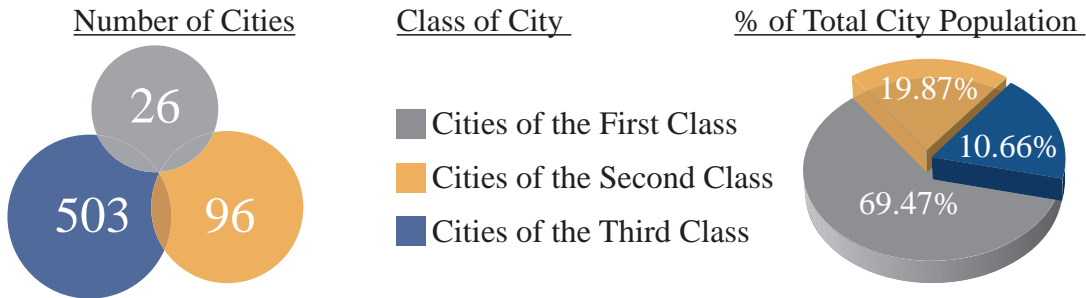 Number of Cities
Class of City
% of Total City Population
26
503
96
Cities of the First Class
Cities of the Second Class
Cities of the Third Class
19.87%
10.66%
69.47%